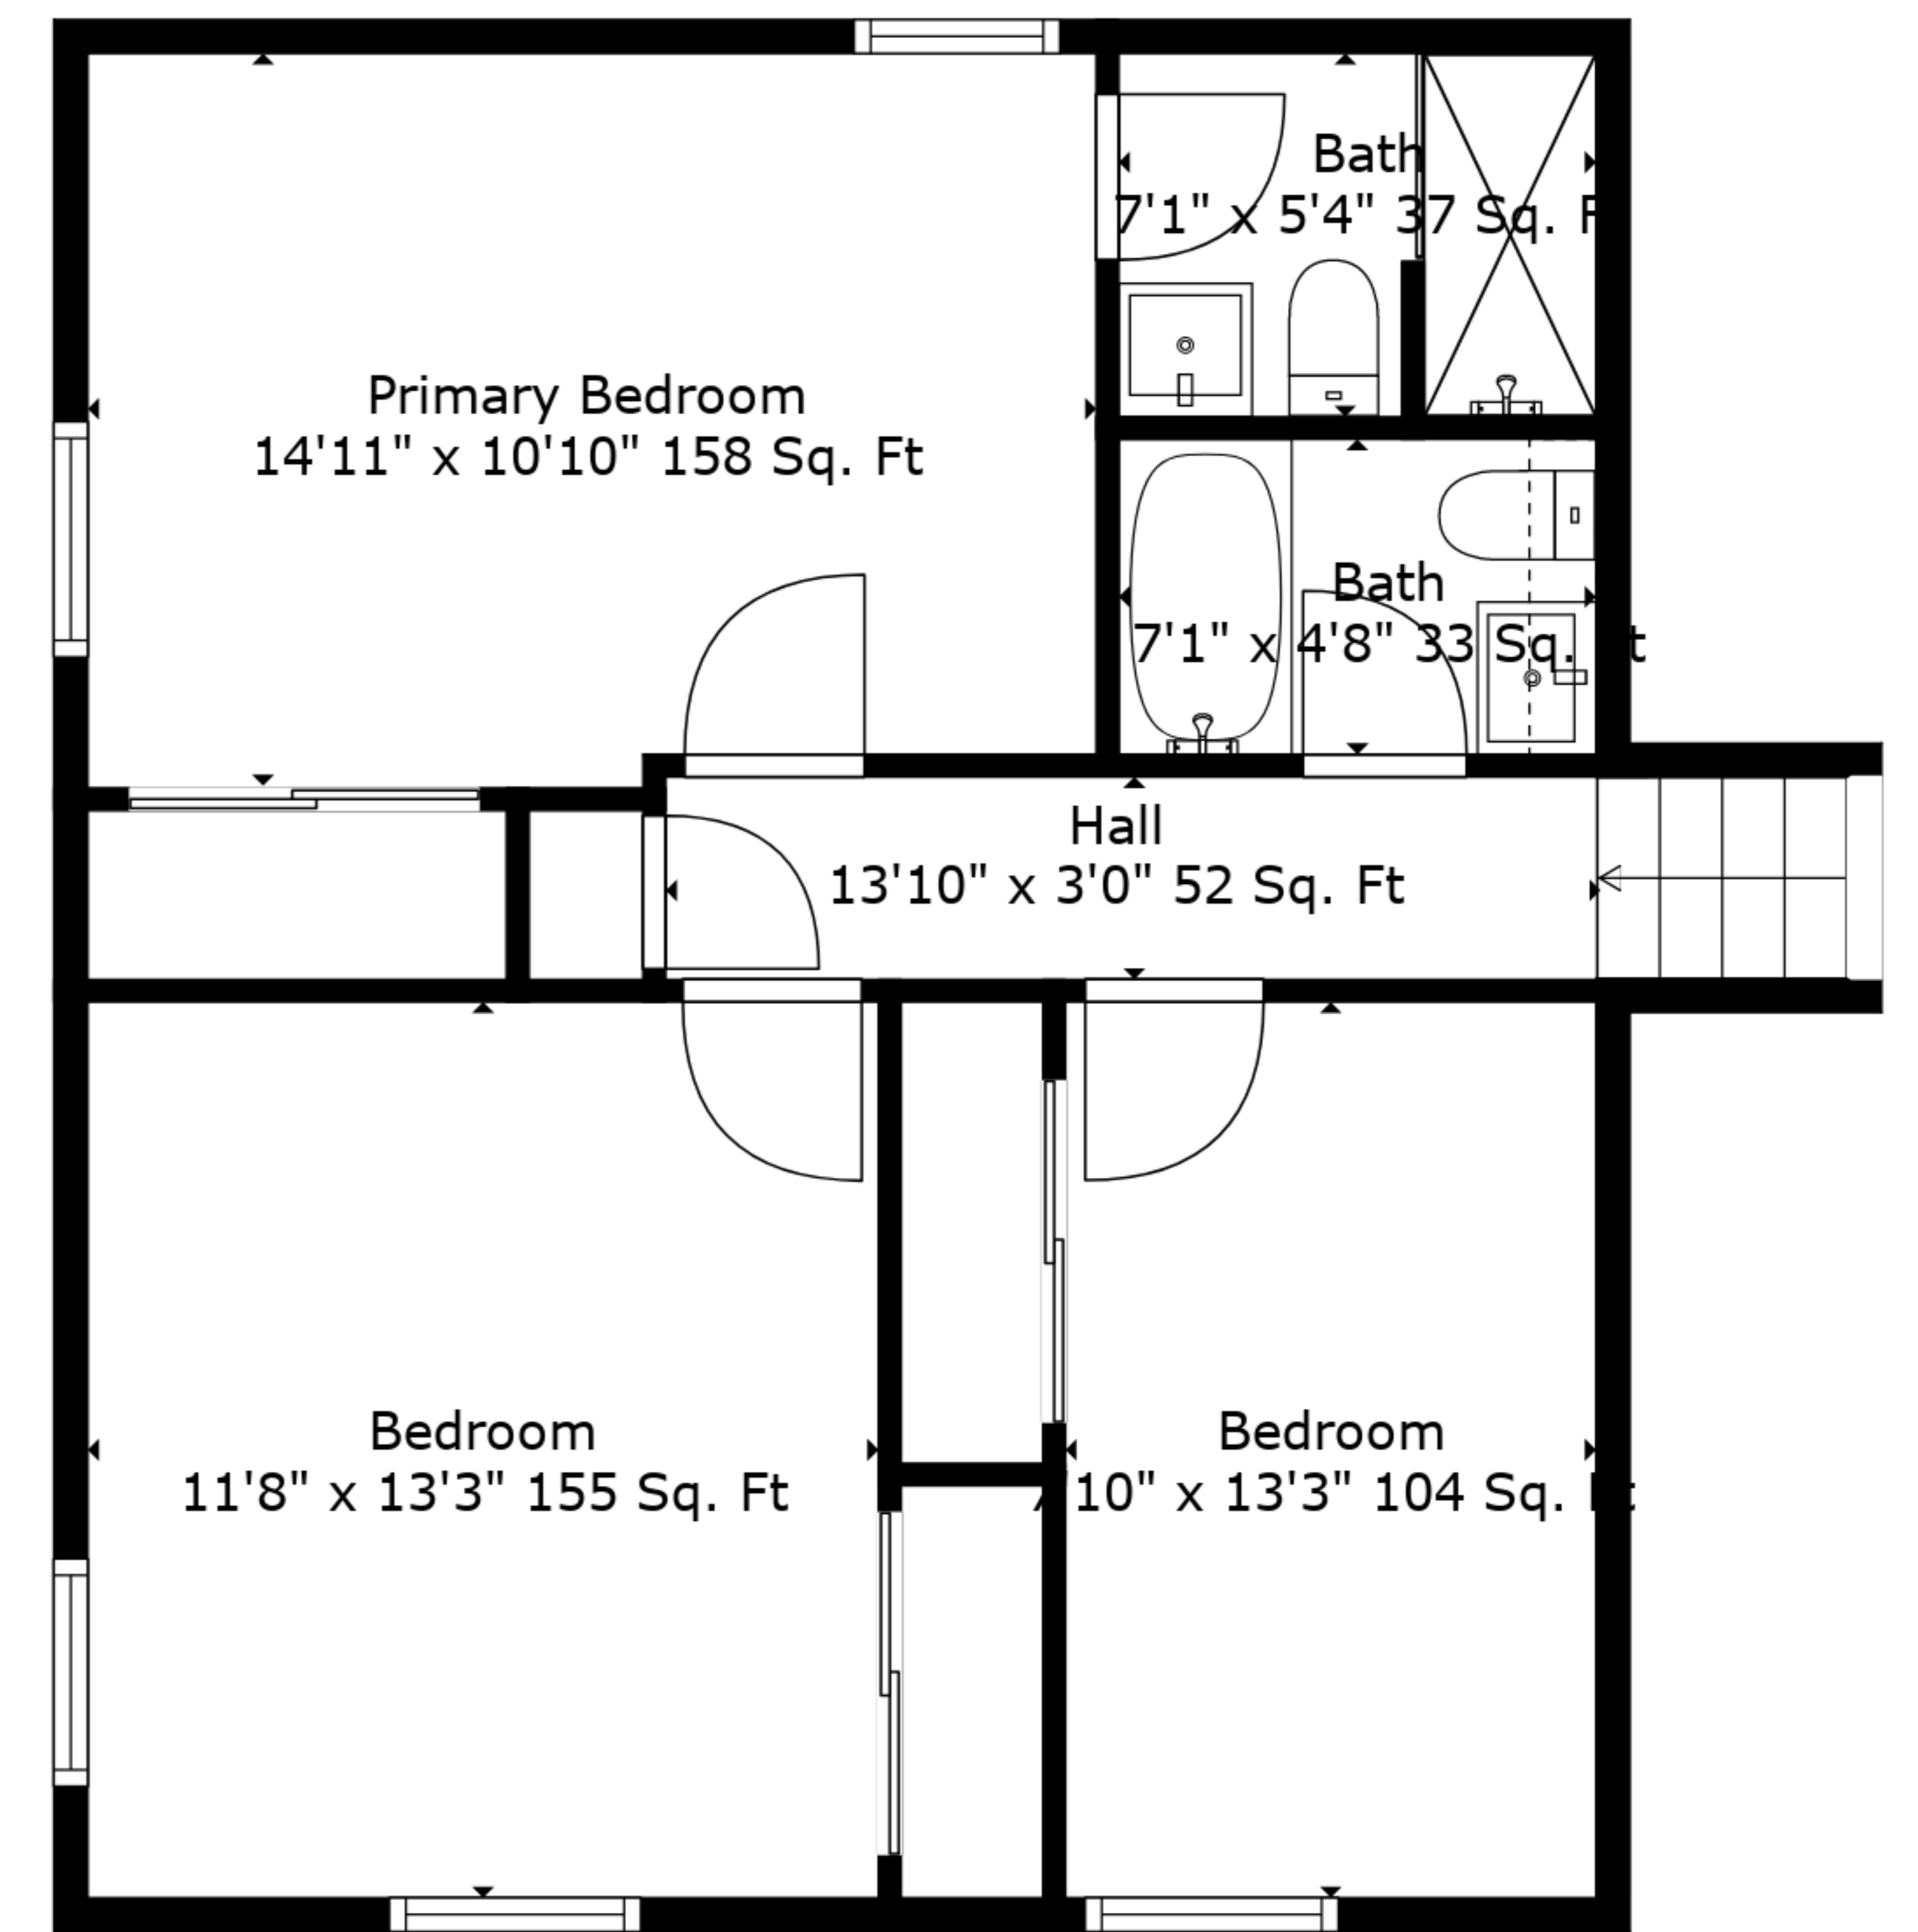 Bath
7'1" x 5'4" 37 Sq.
Primary Bedroom
14'11" x 10'10" 158 Sq. Ft
Bath
7'1" x 4'8" 33 Sq.
Hall
13'10" x 3'0" 52 Sq. Ft
Bedroom
11'8" x 13'3" 155 Sq. Ft
Bedroom
10" x 13'3" 104 Sq.